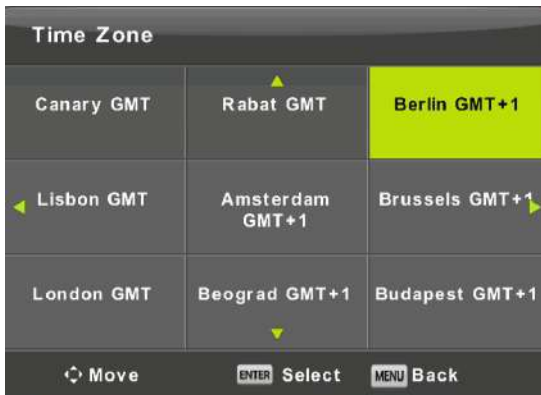 Time Zone
Canary GMT
Rabat GMT
Berlin GMT+1
Lisbon GMT
Amsterdam
GMT+1
Brussels GMT+1
London GMT
Beograd GMT+1
Budapest GMT+1
Move
ENTER Select
MENU Back